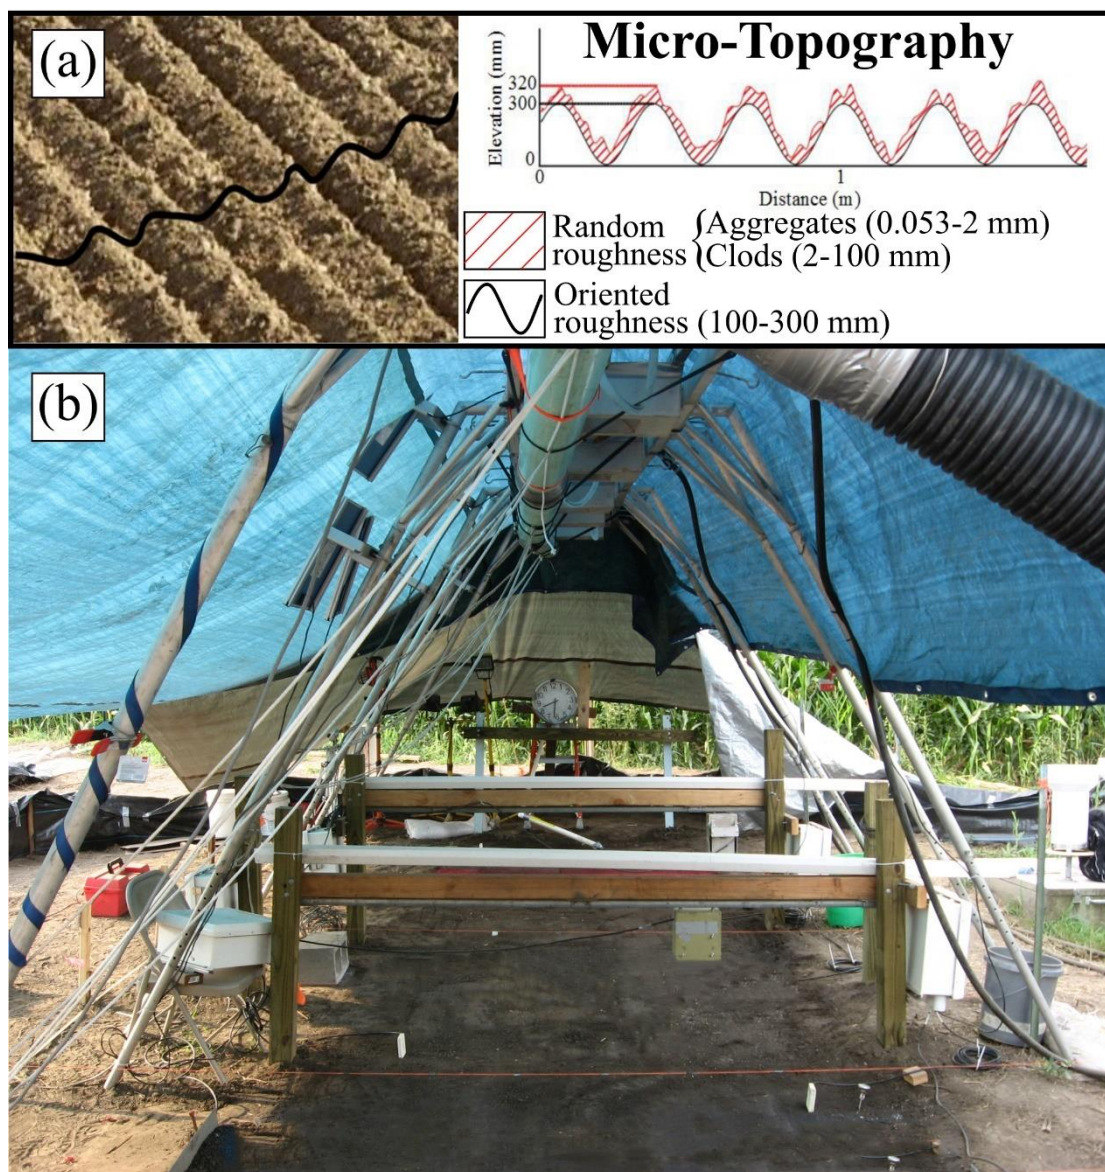 (a)
Micro-Topography
Elevation (mm)
320
300
0
0
1
Distance (m)
Random roughness
Aggregates (0.053-2 mm)
Clods (2-100 mm)
Oriented
roughness (100-300 mm)
(b)